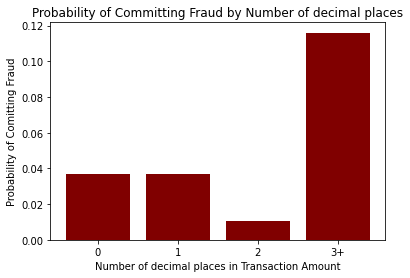 Probability of Committing Fraud by Number of decimal places
0.12
0.10
0.08
0.06
0.04
0.02
0.00
Probability of Comitting Fraud
0 1 2 3+
Number of decimal places in Transaction Amount